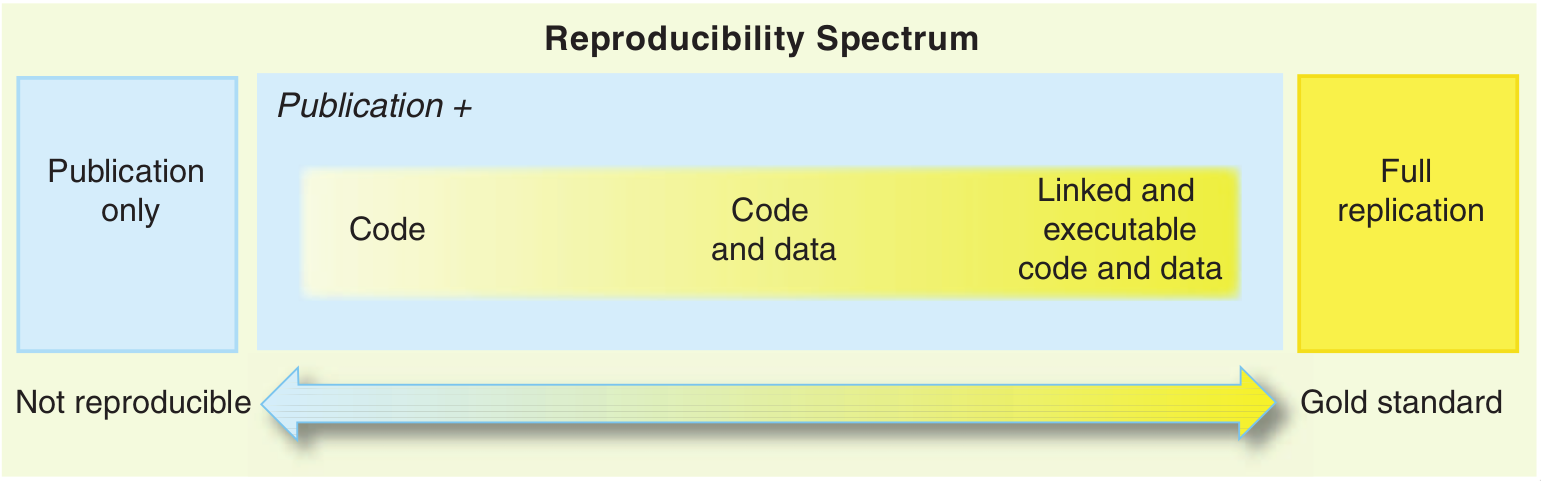 Reproducibility Spectrum
Publication
only
Publication +
Code
Code
and data
Linked and
executable
code and data
Full
replication
Not reproducible
Gold standard